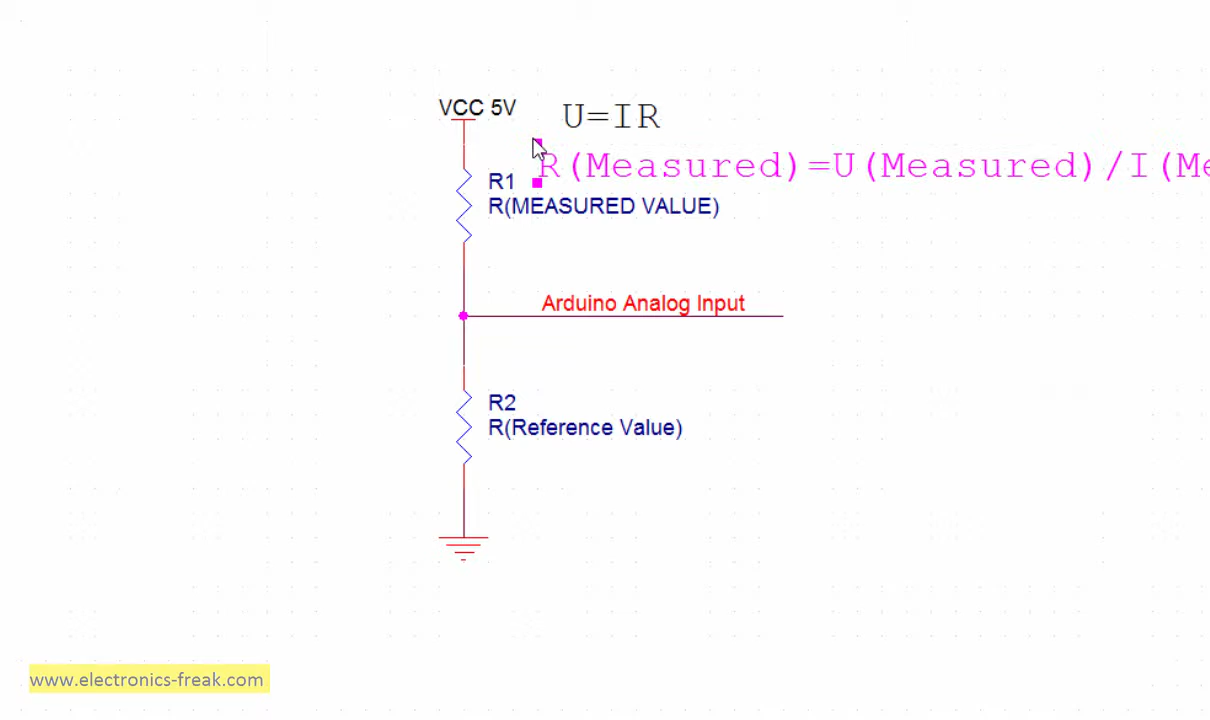 VCC 5V
U=IR
R(Measured)=U(Measured)/I(Me
R1
R(MEASURED VALUE)
Arduino Analog Input
R2
R(Reference Value)
www.electronics-freak.com